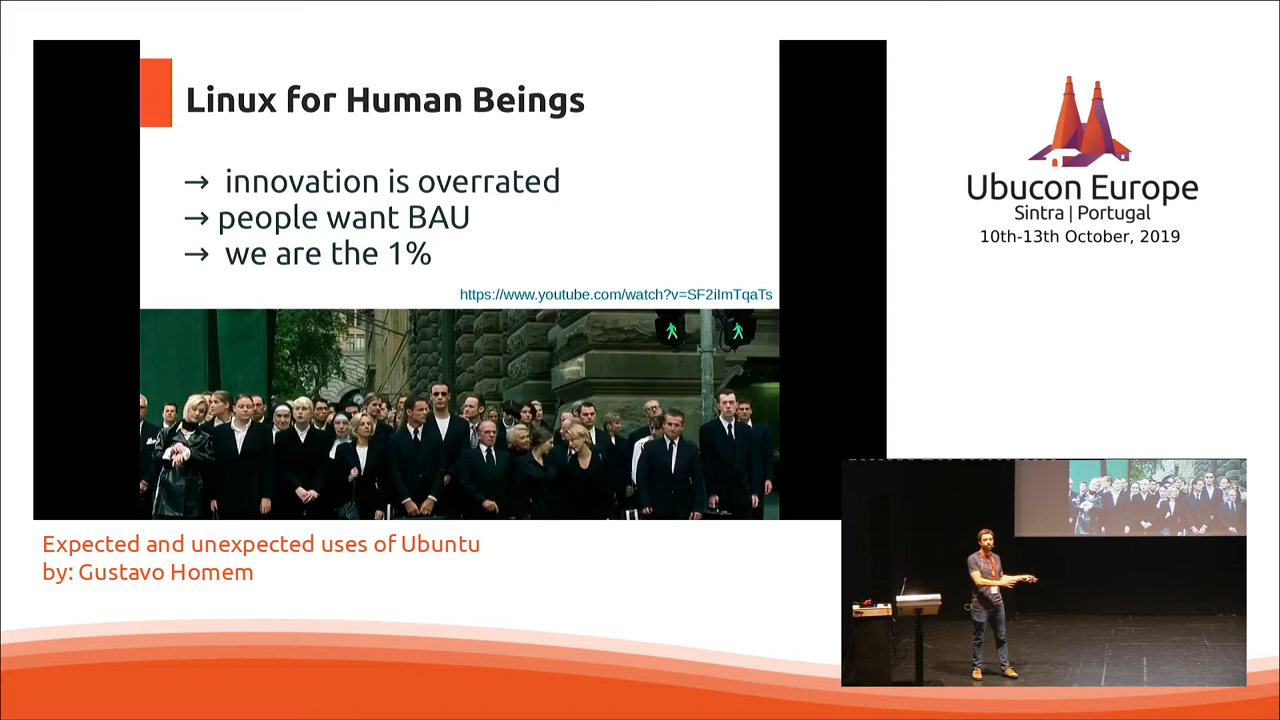 Linux for Human Beings
→ innovation is overrated
→ people want BAU
→ we are the 1%
https://www.youtube.com/watch?v=SF2iImTqaTs
Ubucon Europe
Sintra | Portugal
10th-13th October, 2019
Expected and unexpected uses of Ubuntu
by: Gustavo Homem